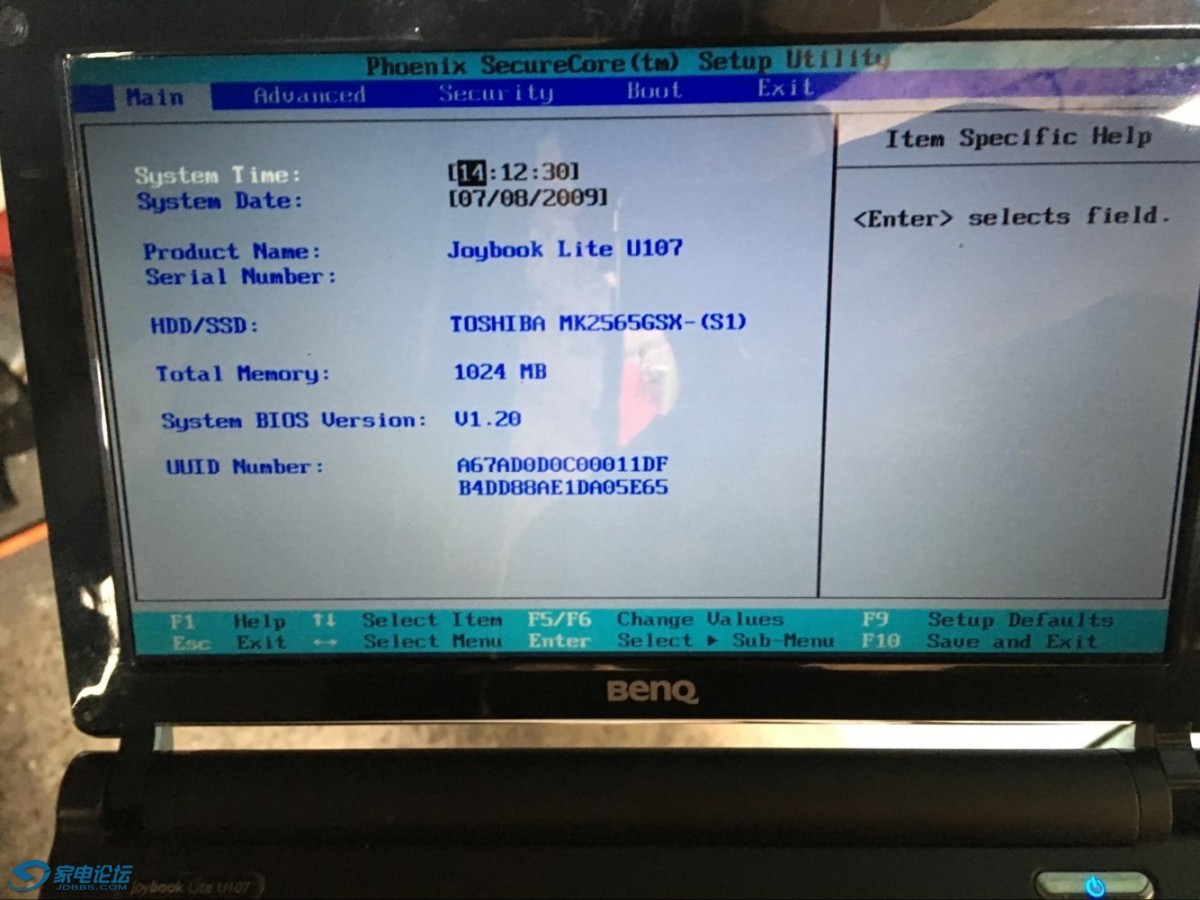 Phoenix SecureCore(tm) Setup Utility
Main Advanced Security Boot Exit
Item Specific Help
System Time: [14:12:30]
System Date: [07/08/2009]
<Enter> selects field.
Product Name: Joybook Lite U107
Serial Number:
HDD/SSD: TOSHIBA MK2565GSX-(S1)
Total Memory: 1024 MB
System BIOS Version: V1.20
UUID Number: A67AD0D0C00011DF
B4DD88AE1DA05E65
F1 Help ↑↓ Select Item F5/F6 Change Values F9 Setup Defaults
Esc Exit ↔ Select Menu Enter Select ▶ Sub-Menu F10 Save and Exit
BenQ
家电论坛
JDBBS.COM
Joybook Lite U107